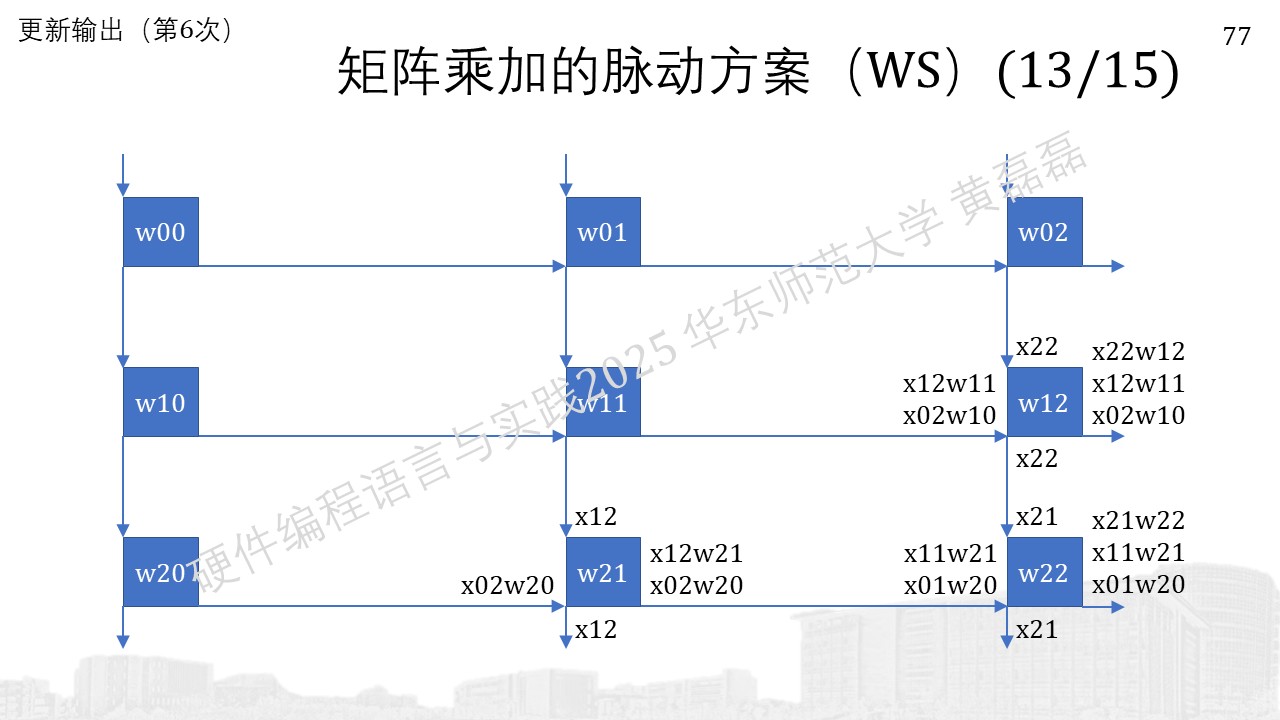 更新输出（第6次）
77
矩阵乘加的脉动方案（WS）(13/15)
w00
w01
w02
x22
x22w12
x12w11
x02w10
w10
w11
x12w11
x02w10
w12
x22
x12
x21
x21w22
x11w21
x01w20
w20
x02w20
w21
x12w21
x02w20
x11w21
x01w20
w22
x12
x21
硬件编程语言与实践2025 华东师范大学 黄磊磊